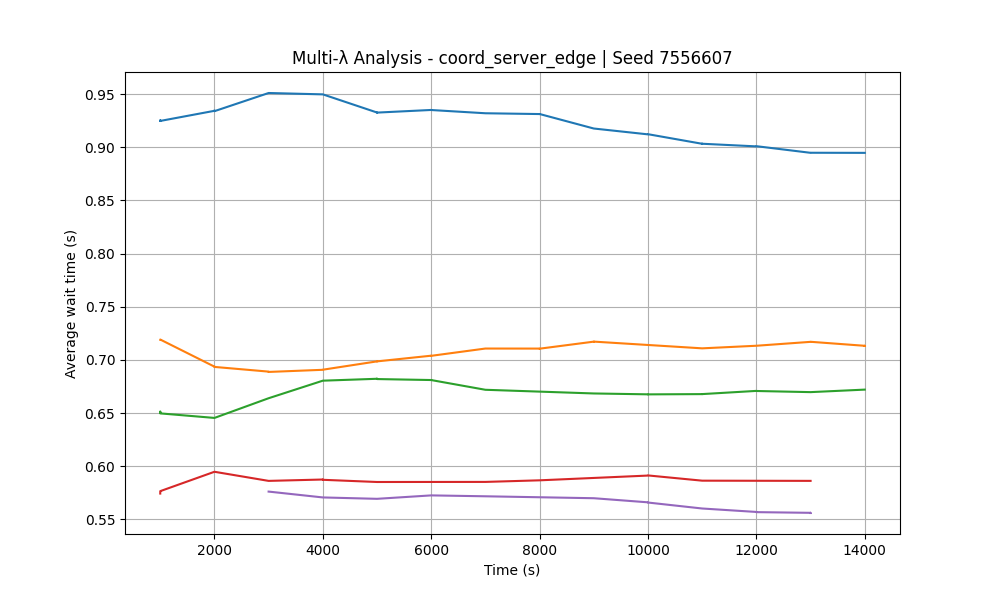 Multi-λ Analysis - coord_server_edge | Seed 7556607
Average wait time (s)
0.95
0.90
0.85
0.80
0.75
0.70
0.65
0.60
0.55
2000 4000 6000 8000 10000 12000 14000
Time (s)